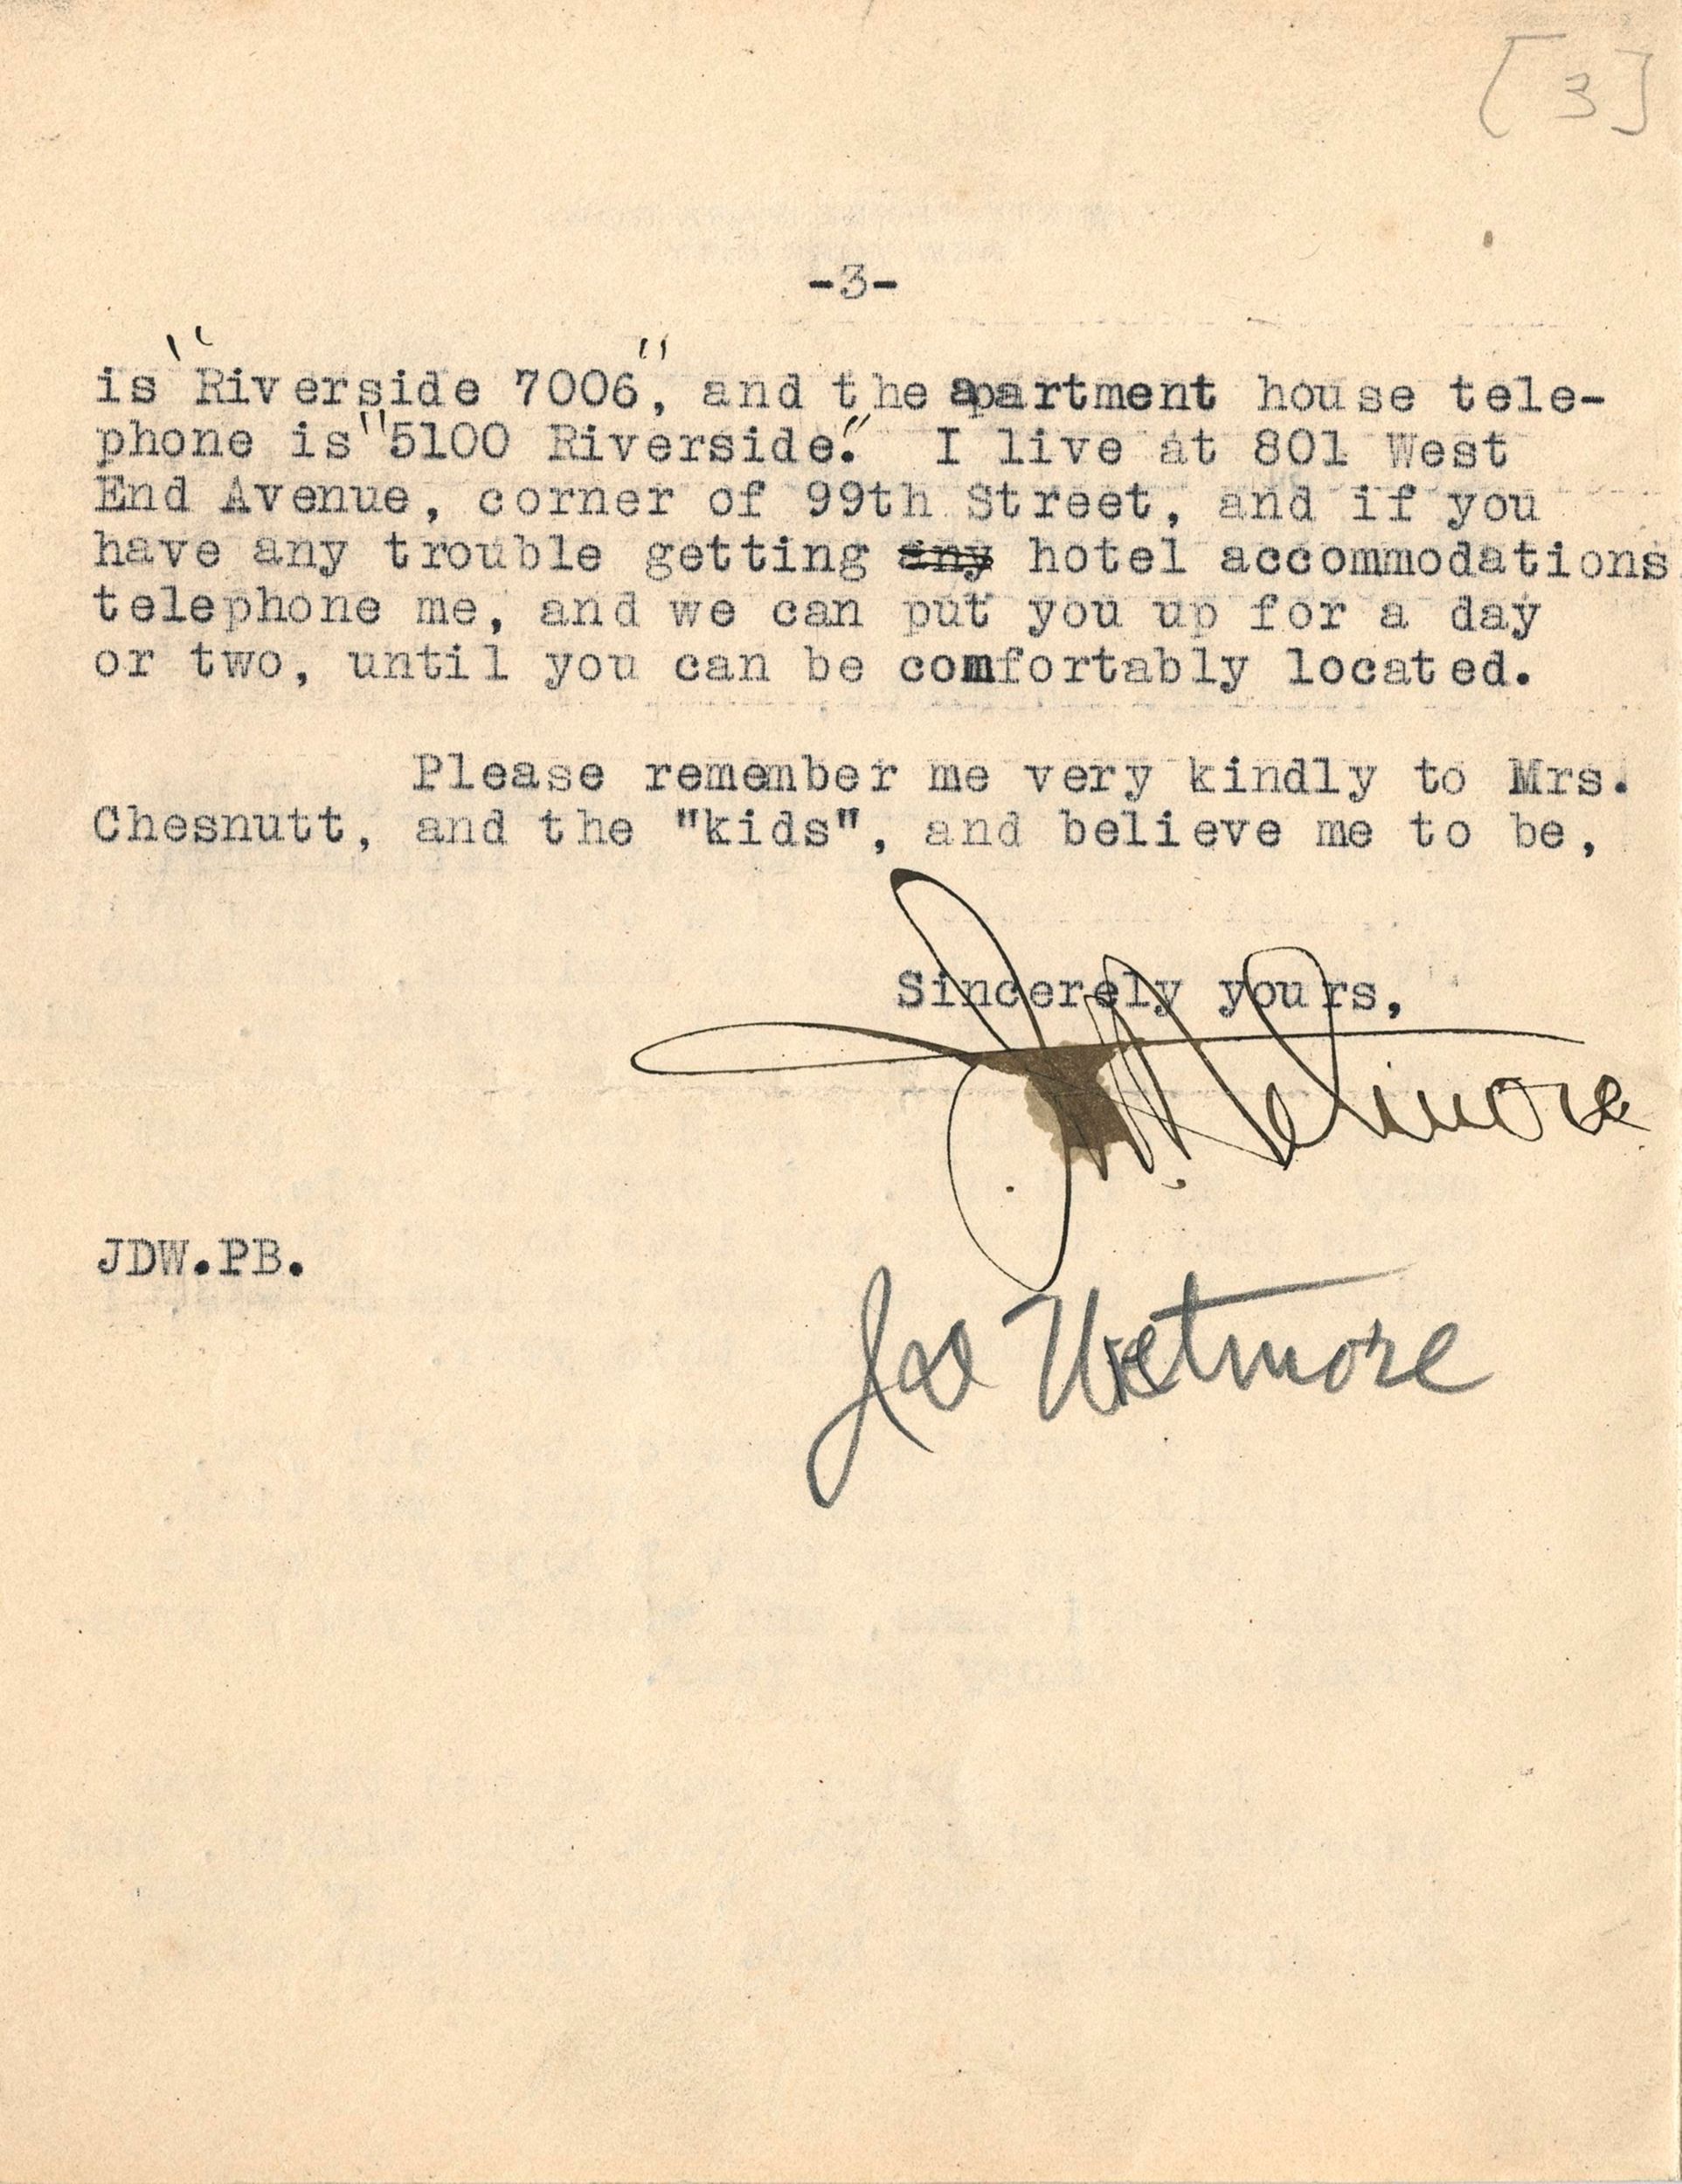 [3]
-3-
is "Riverside 7006", and the apartment house tele-
phone is "5100 Riverside." I live at 801 West
End Avenue, corner of 99th Street, and if you
have any trouble getting any hotel accommodations
telephone me, and we can put you up for a day
or two, until you can be comfortably located.
Please remember me very kindly to Mrs.
Chesnutt, and the "kids", and believe me to be,
Sincerely yours,
J. D. Wetmore
JDW.PB.
Joe Wetmore